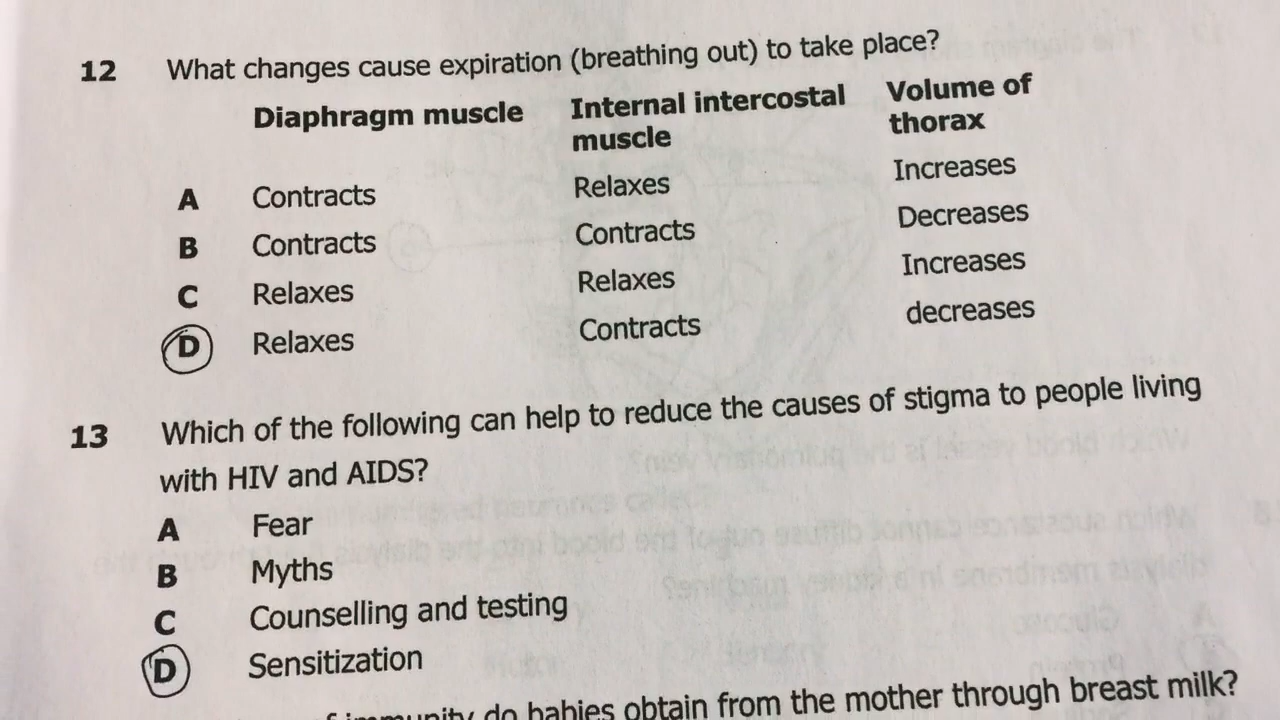 12 What changes cause expiration (breathing out) to take place?
Diaphragm muscle Internal intercostal muscle Volume of thorax
A Contracts Relaxes Increases
B Contracts Contracts Decreases
C Relaxes Relaxes Increases
D Relaxes Contracts decreases
13 Which of the following can help to reduce the causes of stigma to people living
with HIV and AIDS?
A Fear
B Myths
C Counselling and testing
D Sensitization
immunity do babies obtain from the mother through breast milk?